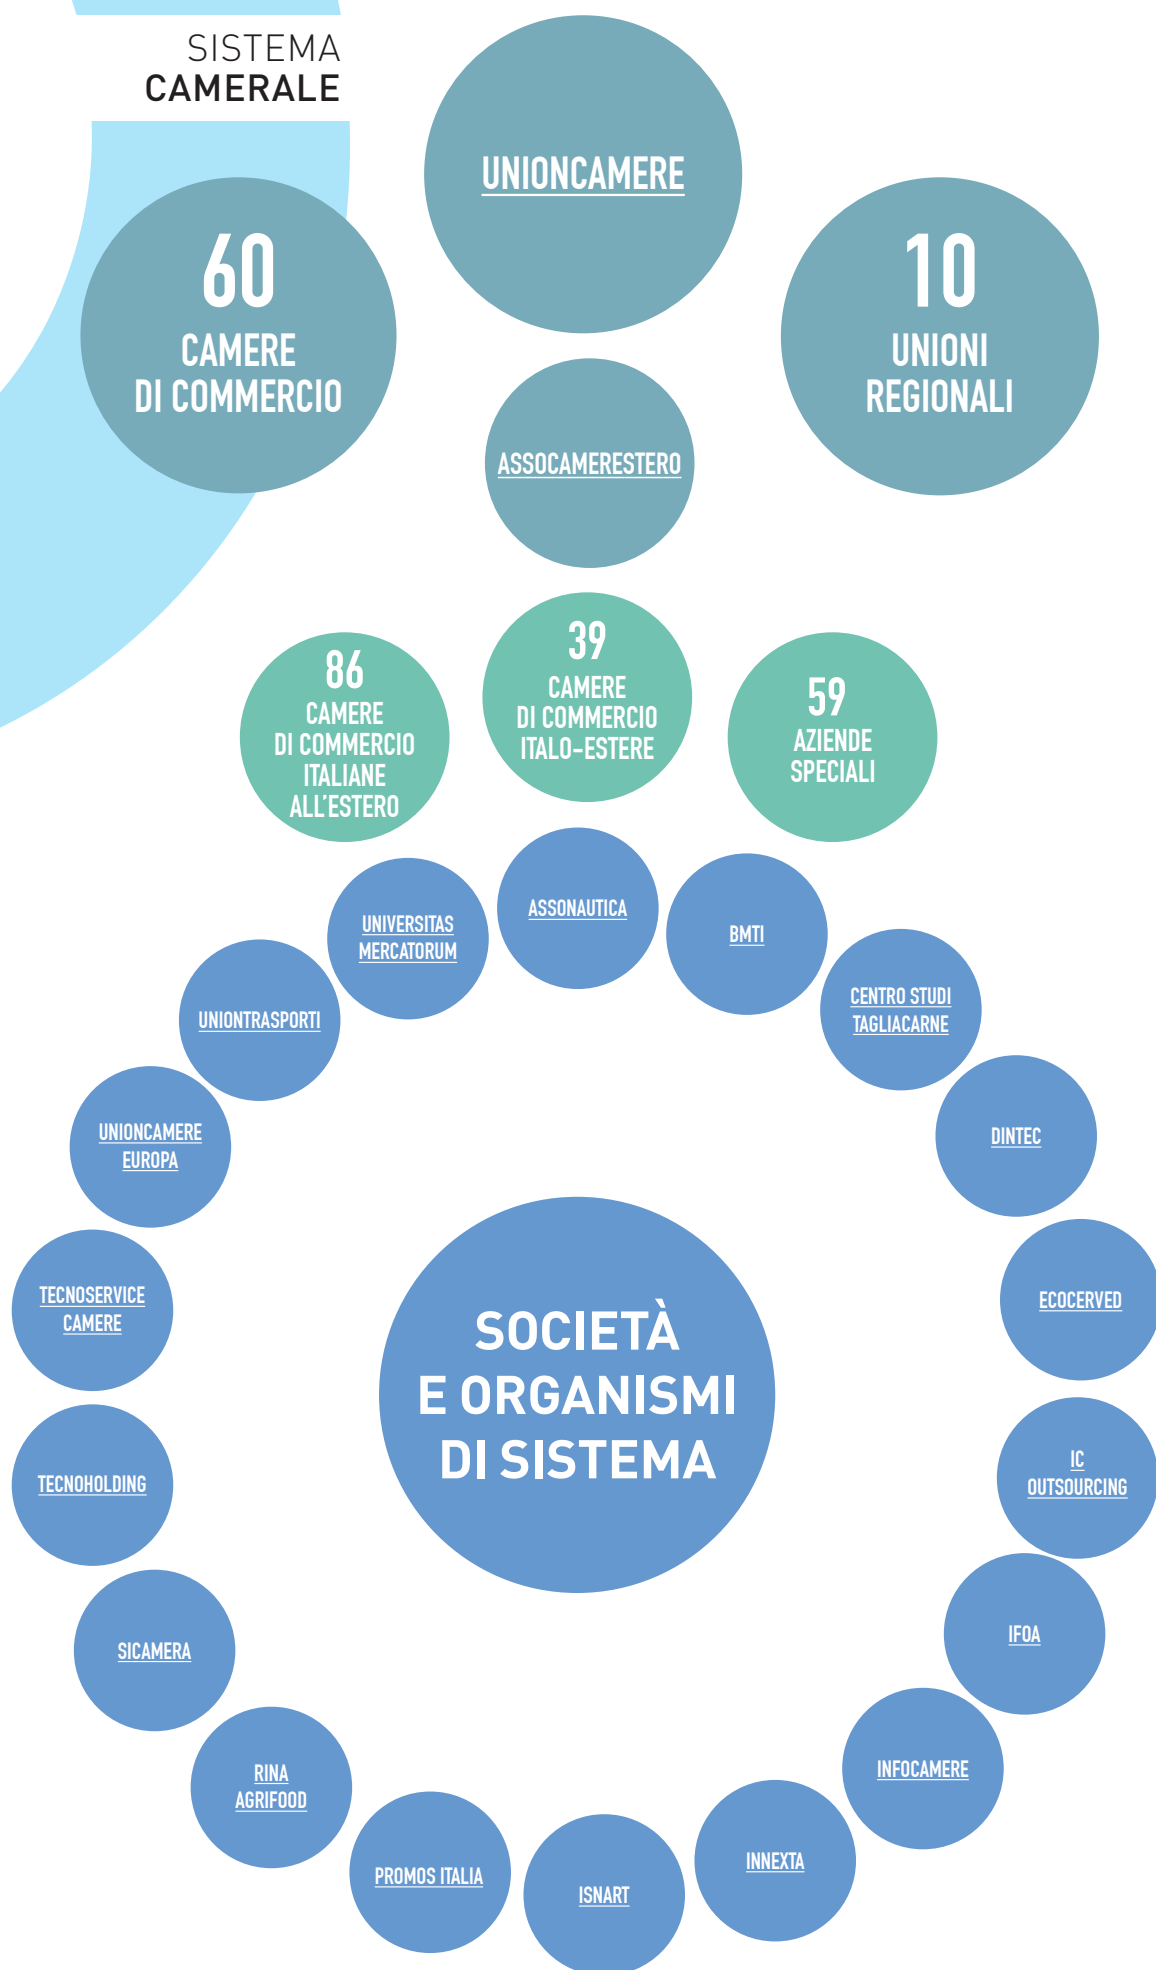 SISTEMA
CAMERALE
UNIONCAMERE
60
CAMERE
DI COMMERCIO
10
UNIONI
REGIONALI
ASSOCAMERESTERO
86
CAMERE
DI COMMERCIO
ITALIANE
ALL'ESTERO
39
CAMERE
DI COMMERCIO
ITALO-ESTERE
59
AZIENDE
SPECIALI
ASSONAUTICA
BMTI
CENTRO STUDI
TAGLIACARNE
DINTEC
ECOCERVED
IC
OUTSOURCING
IFOA
INFOCAMERE
INNEXTA
ISNART
PROMOS ITALIA
RINA
AGRIFOOD
SICAMERA
TECNOHOLDING
TECNOSERVICE
CAMERE
UNIONCAMERE
EUROPA
UNIONTRASPORTI
UNIVERSITAS
MERCATORUM
SOCIETÀ
E ORGANISMI
DI SISTEMA